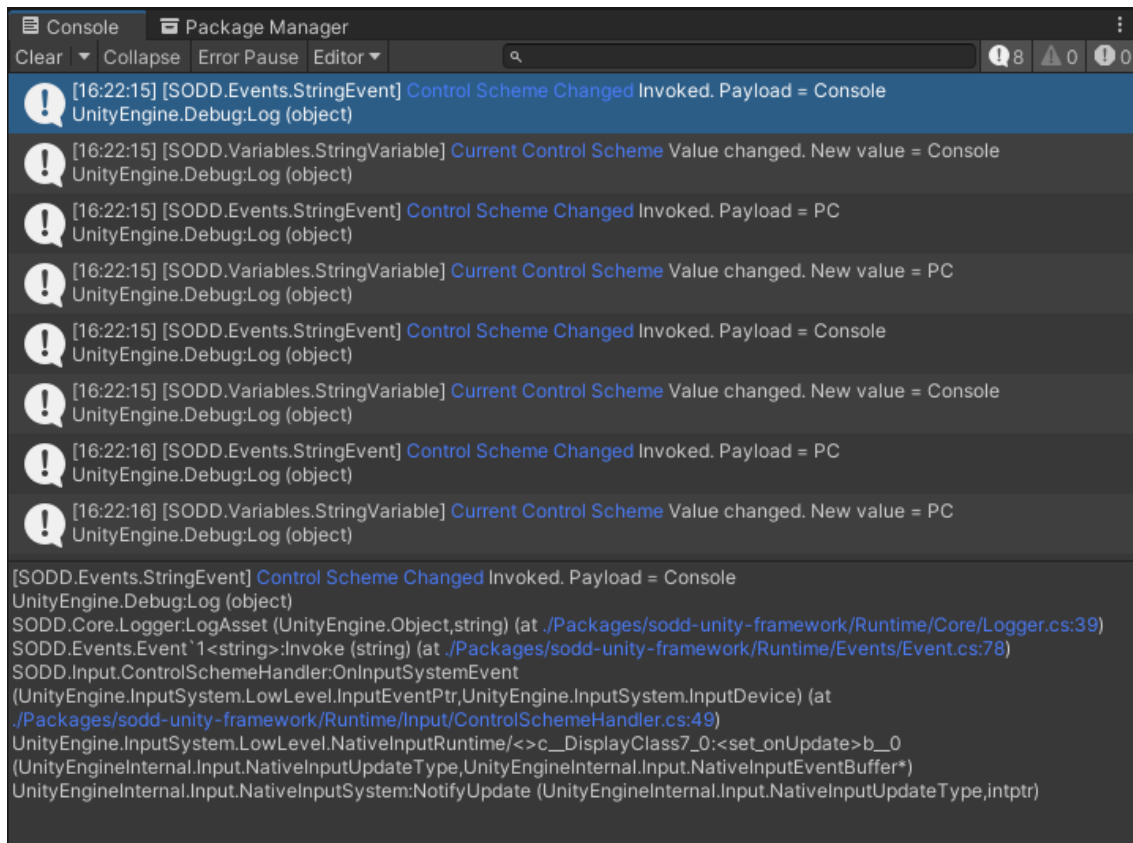 Console Package Manager
Clear Collapse Error Pause Editor 8 0 0
[16:22:15] [SODD.Events.StringEvent] Control Scheme Changed Invoked. Payload = Console
UnityEngine.Debug:Log (object)
[16:22:15] [SODD.Variables.StringVariable] Current Control Scheme Value changed. New value = Console
UnityEngine.Debug:Log (object)
[16:22:15] [SODD.Events.StringEvent] Control Scheme Changed Invoked. Payload = PC
UnityEngine.Debug:Log (object)
[16:22:15] [SODD.Variables.StringVariable] Current Control Scheme Value changed. New value = PC
UnityEngine.Debug:Log (object)
[16:22:15] [SODD.Events.StringEvent] Control Scheme Changed Invoked. Payload = Console
UnityEngine.Debug:Log (object)
[16:22:15] [SODD.Variables.StringVariable] Current Control Scheme Value changed. New value = Console
UnityEngine.Debug:Log (object)
[16:22:16] [SODD.Events.StringEvent] Control Scheme Changed Invoked. Payload = PC
UnityEngine.Debug:Log (object)
[16:22:16] [SODD.Variables.StringVariable] Current Control Scheme Value changed. New value = PC
UnityEngine.Debug:Log (object)
[SODD.Events.StringEvent] Control Scheme Changed Invoked. Payload = Console
UnityEngine.Debug:Log (object)
SODD.Core.Logger:LogAsset (UnityEngine.Object,string) (at ./Packages/sodd-unity-framework/Runtime/Core/Logger.cs:39)
SODD.Events.Event`1<string>:Invoke (string) (at ./Packages/sodd-unity-framework/Runtime/Events/Event.cs:78)
SODD.Input.ControlSchemeHandler:OnInputSystemEvent
(UnityEngine.InputSystem.LowLevel.InputEventPtr,UnityEngine.InputSystem.InputDevice) (at
./Packages/sodd-unity-framework/Runtime/Input/ControlSchemeHandler.cs:49)
UnityEngine.InputSystem.LowLevel.NativeInputRuntime/<>c__DisplayClass7_0:<set_onUpdate>b__0
(UnityEngineInternal.Input.NativeInputUpdateType,UnityEngineInternal.Input.NativeInputEventBuffer*)
UnityEngineInternal.Input.NativeInputSystem:NotifyUpdate (UnityEngineInternal.Input.NativeInputUpdateType,intptr)